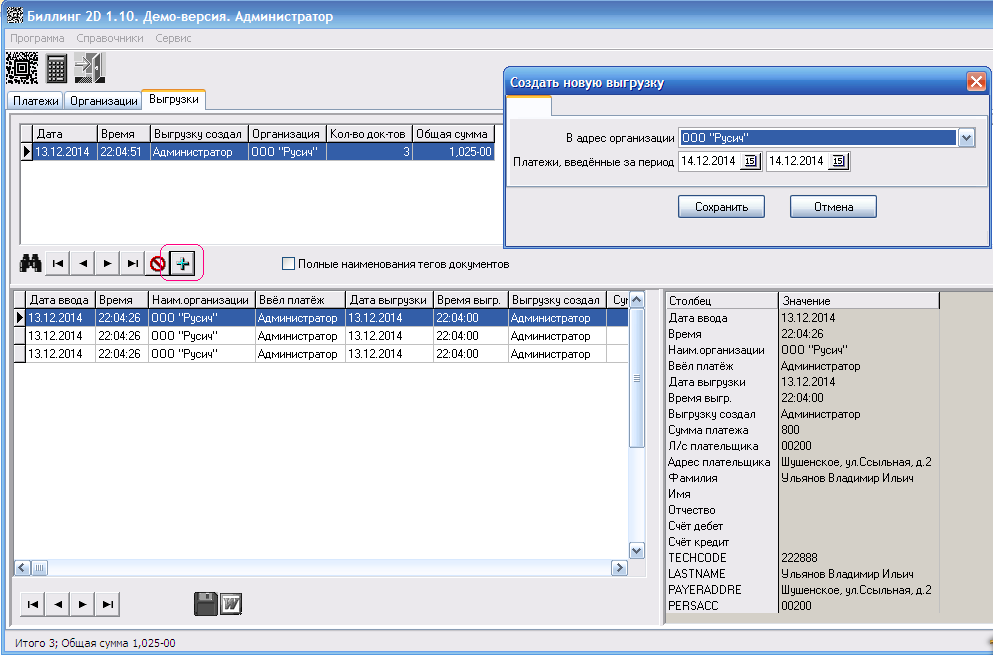 Биллинг 2D 1.10. Демо-версия. Администратор
Программа Справочники Сервис
Платежи Организации Выгрузки
Дата Время Выгрузку создал Организация Кол-во док-тов Общая сумма
13.12.2014 22:04:51 Администратор ООО "Русич" 3 1,025-00
Создать новую выгрузку
В адрес организации ООО "Русич"
Платежи, введённые за период 14.12.2014 15 14.12.2014 15
Сохранить Отмена
Полные наименования тегов документов
Дата ввода Время Наим.организации Ввёл платёж Дата выгрузки Время выгр. Выгрузку создал
13.12.2014 22:04:26 ООО "Русич" Администратор 13.12.2014 22:04:00 Администратор
13.12.2014 22:04:26 ООО "Русич" Администратор 13.12.2014 22:04:00 Администратор
13.12.2014 22:04:26 ООО "Русич" Администратор 13.12.2014 22:04:00 Администратор
Столбец Значение
Дата ввода 13.12.2014
Время 22:04:26
Наим.организации ООО "Русич"
Ввёл платёж Администратор
Дата выгрузки 13.12.2014
Время выгр. 22:04:00
Выгрузку создал Администратор
Сумма платежа 800
Л/с плательщика 00200
Адрес плательщика Шушенское, ул.Ссыльная, д.2
Фамилия Ульянов Владимир Ильич
Имя
Отчество
Счёт дебет
Счёт кредит
TECHCODE 222888
LASTNAME Ульянов Владимир Ильич
PAYERADDRE Шушенское, ул.Ссыльная, д.2
PERSACC 00200
W
Итого 3; Общая сумма 1,025-00